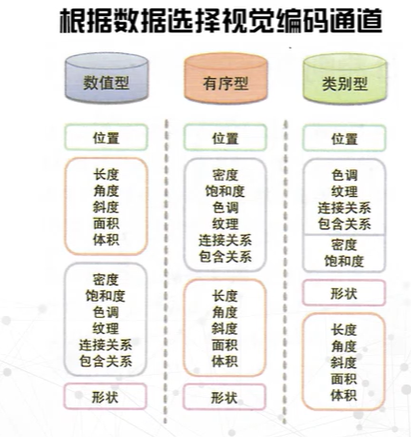 根据数据选择视觉编码通道
数值型
位置
长度
角度
斜度
面积
体积
密度
饱和度
色调
纹理
连接关系
包含关系
形状
有序型
位置
密度
饱和度
色调
纹理
连接关系
包含关系
长度
角度
斜度
面积
体积
形状
类别型
位置
色调
纹理
连接关系
包含关系
密度
饱和度
形状
长度
角度
斜度
面积
体积